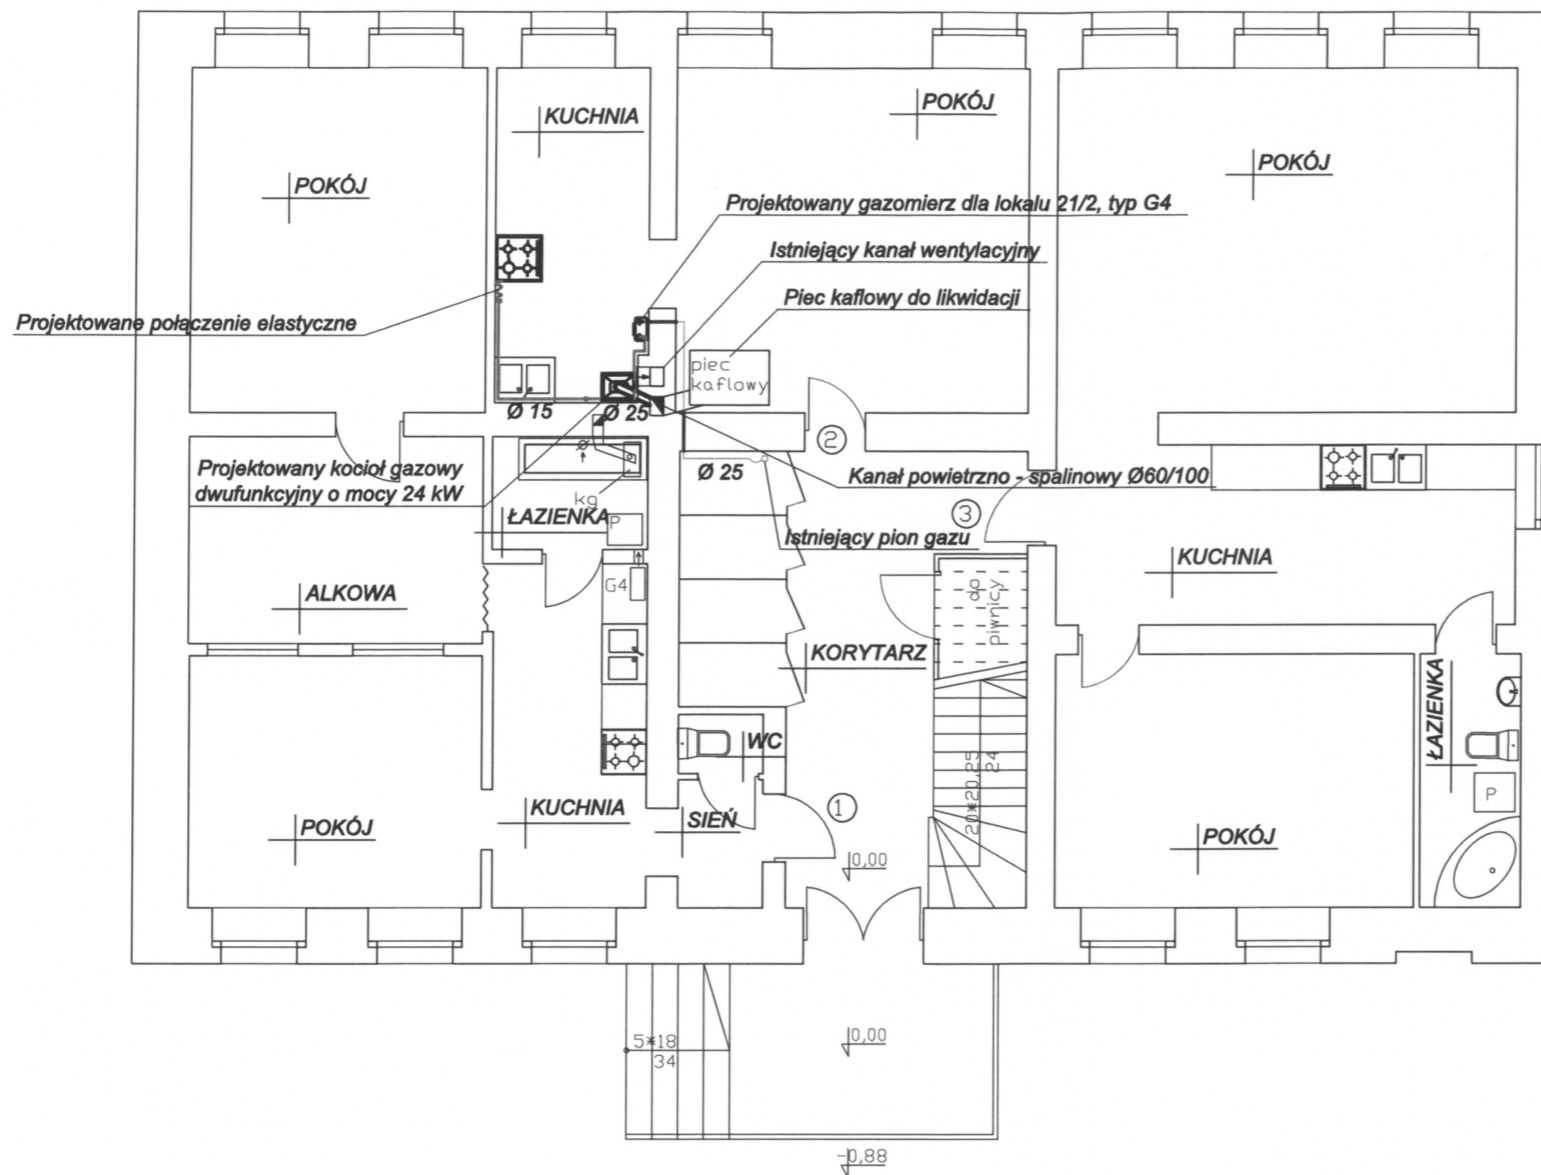 KUCHNIA
POKÓJ
POKÓJ
POKÓJ
Projektowany gazomierz dla lokalu 21/2, typ G4
Istniejący kanał wentylacyjny
Piec kaflowy do likwidacji
Projektowane połączenie elastyczne
piec
kaflowy
Ø 15
Ø 25
2
Projektowany kocioł gazowy
dwufunkcyjny o mocy 24 kW
Ø 25
Kanał powietrzno - spalinowy Ø60/100
kg
ŁAZIENKA
P
3
Istniejący pion gazu
KUCHNIA
G4
ALKOWA
do
piwnicy
KORYTARZ
ŁAZIENKA
WC
20*20,25
24
P
KUCHNIA
1
SIEŃ
POKÓJ
POKÓJ
0,00
0,00
5*18
34
-0,88